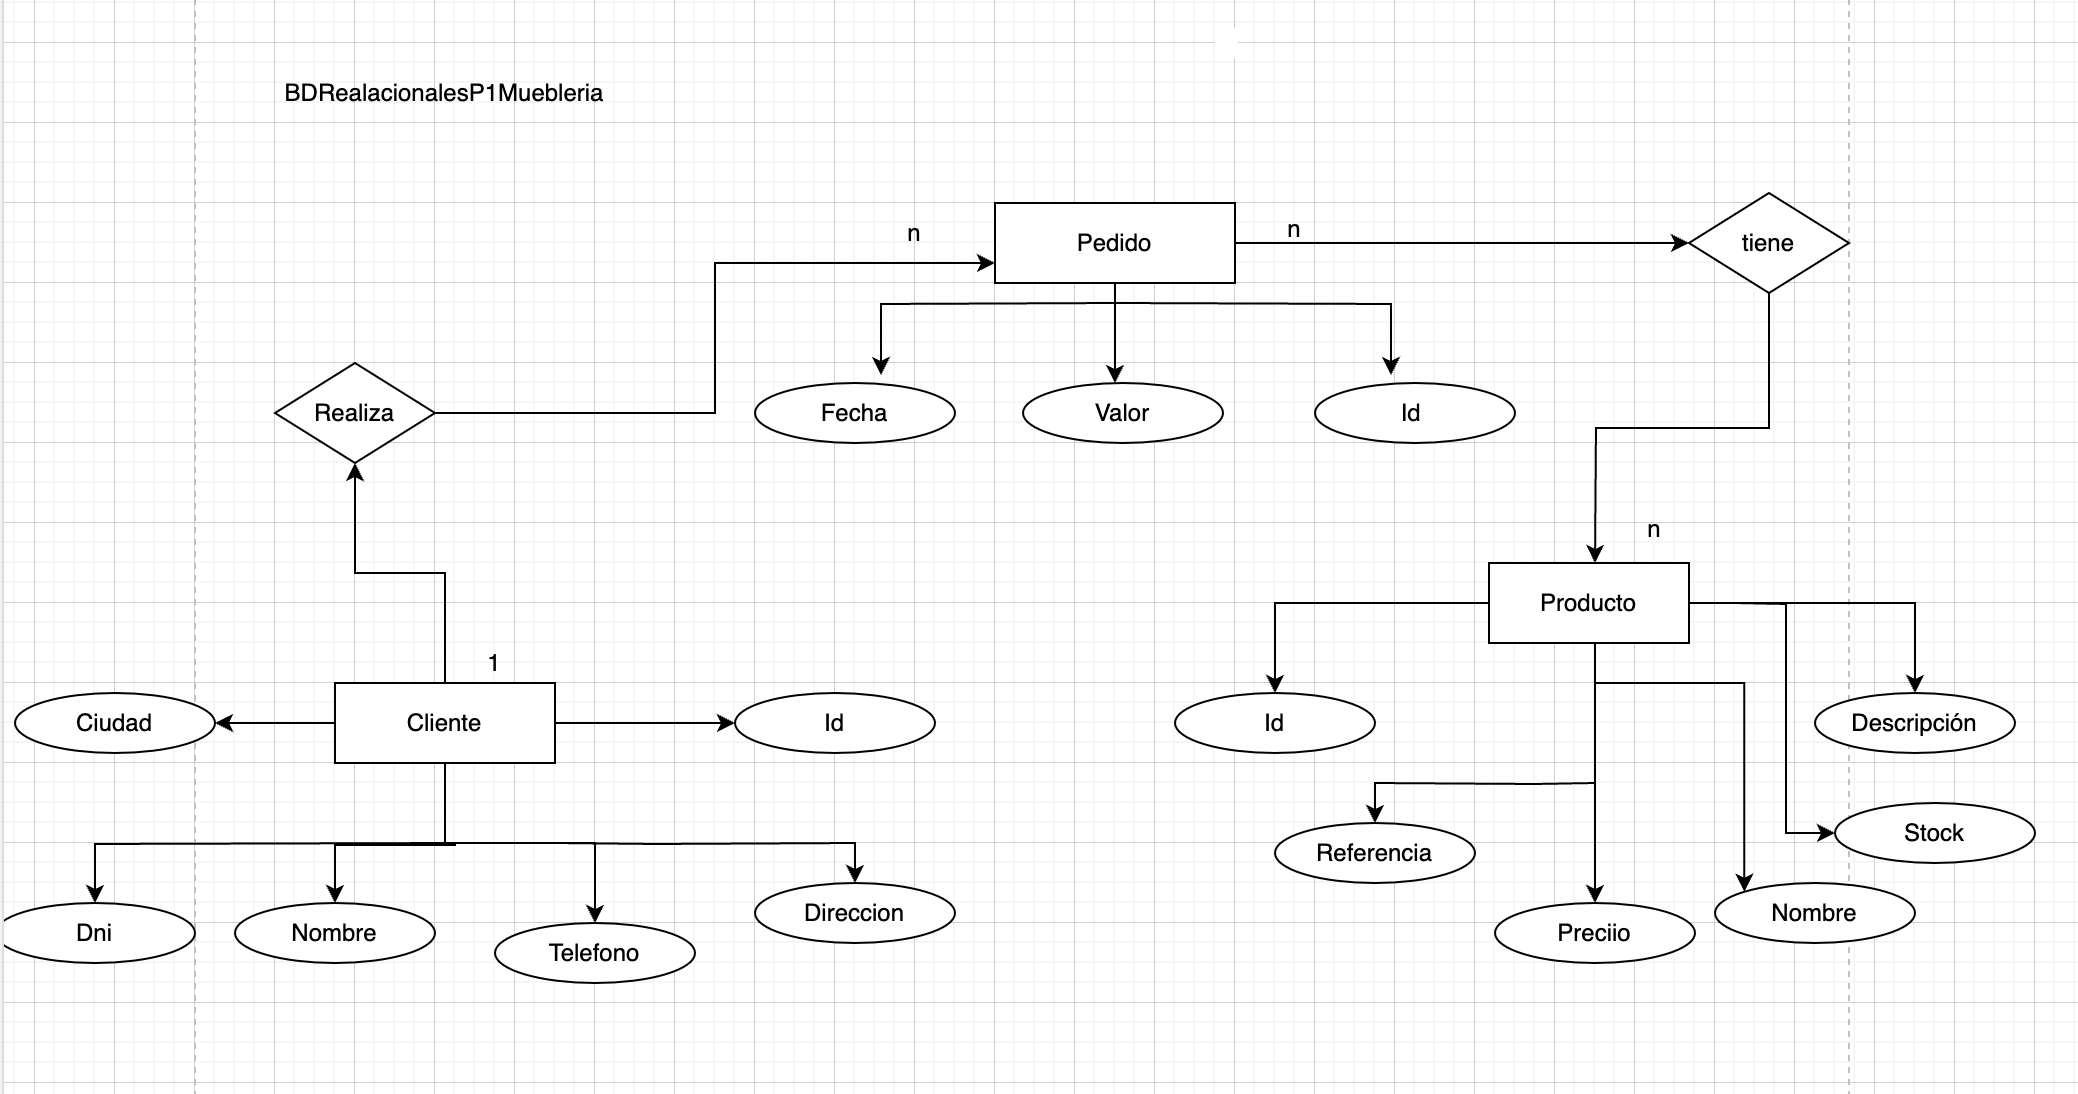 BDRealacionalesP1Muebleria
n
Pedido
n
tiene
Realiza
Fecha
Valor
Id
n
Producto
1
Ciudad
Cliente
Id
Id
Descripción
Referencia
Stock
Dni
Nombre
Telefono
Direccion
Preciio
Nombre